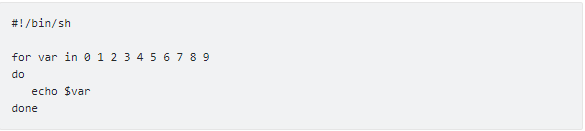 #!/bin/sh

for var in 0 1 2 3 4 5 6 7 8 9
do
   echo $var
done